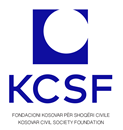 KCSF
FONDACIONI KOSOVAR PËR SHOQËRI CIVILE
KOSOVAR CIVIL SOCIETY FOUNDATION